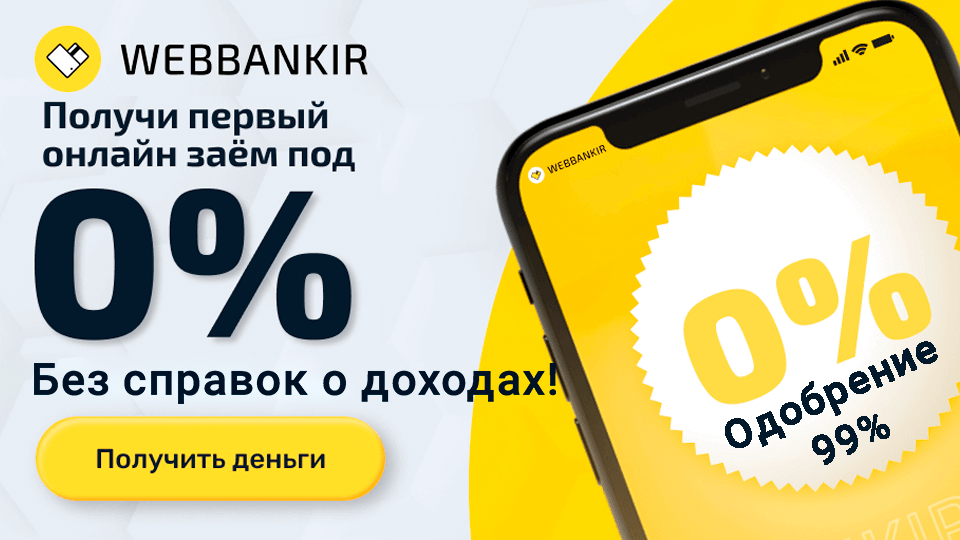 WEBBANKIR
Получи первый
онлайн заём под
0%
Без справок о доходах!
Получить деньги
WEBBANKIR
0%
Одобрение
99%